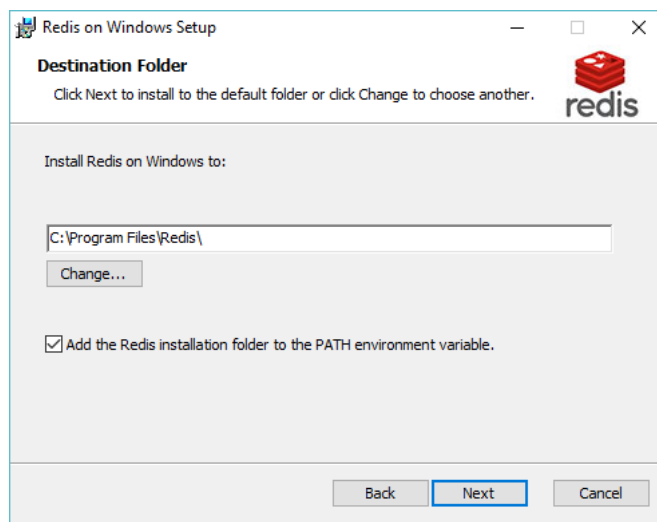 Redis on Windows Setup
Destination Folder
Click Next to install to the default folder or click Change to choose another.
redis
Install Redis on Windows to:
C:\Program Files\Redis\
Change...
Add the Redis installation folder to the PATH environment variable.
Back Next Cancel